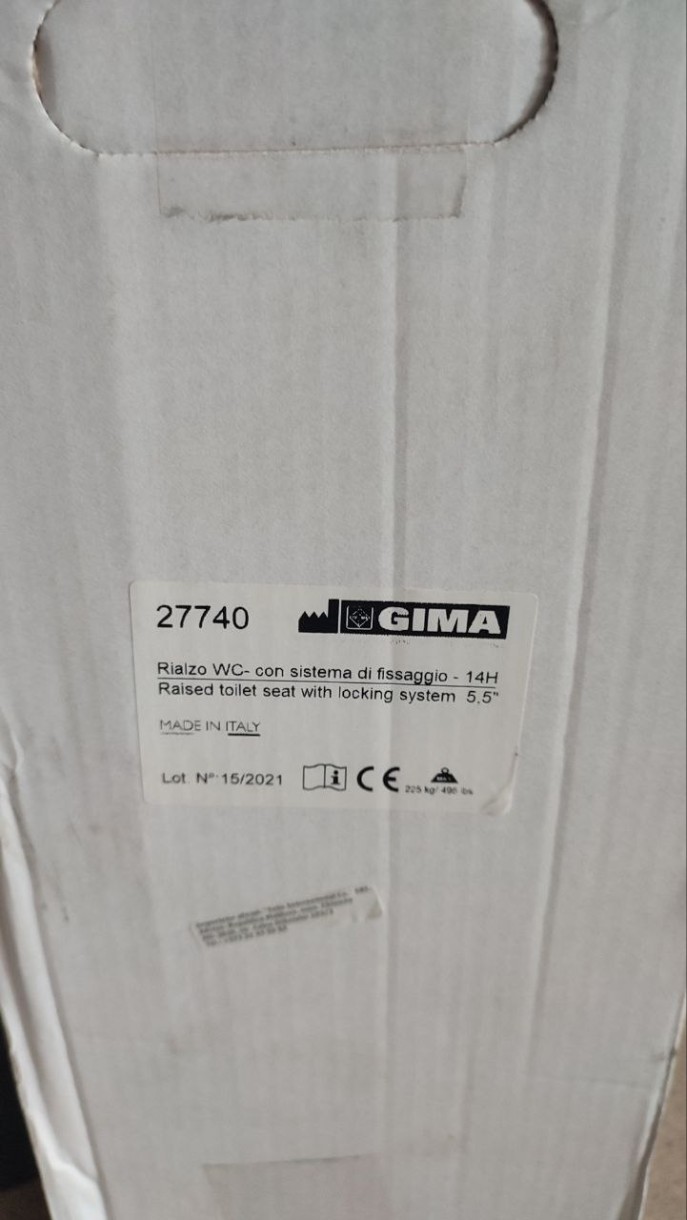 27740 GIMA
Rialzo WC- con sistema di fissaggio - 14H
Raised toilet seat with locking system 5,5"
MADE IN ITALY
Lot. N° 15/2021 i CE 225 kg/ 496 lbs